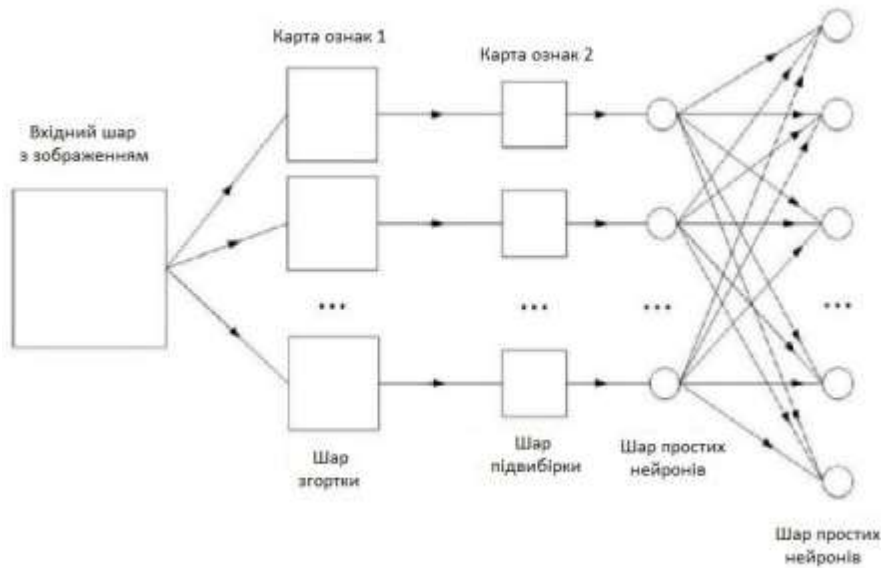 Карта ознак 1
Карта ознак 2
Вхідний шар
з зображенням
...
...
...
...
Шар
згортки
Шар
підвибірки
Шар простих
нейронів
Шар простих
нейронів